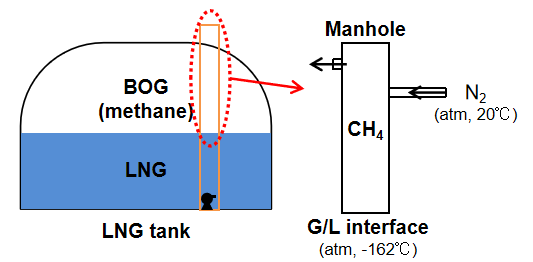 Manhole
BOG
(methane)
N2
(atm, 20℃)
CH4
LNG
LNG tank
G/L interface
(atm, -162℃)